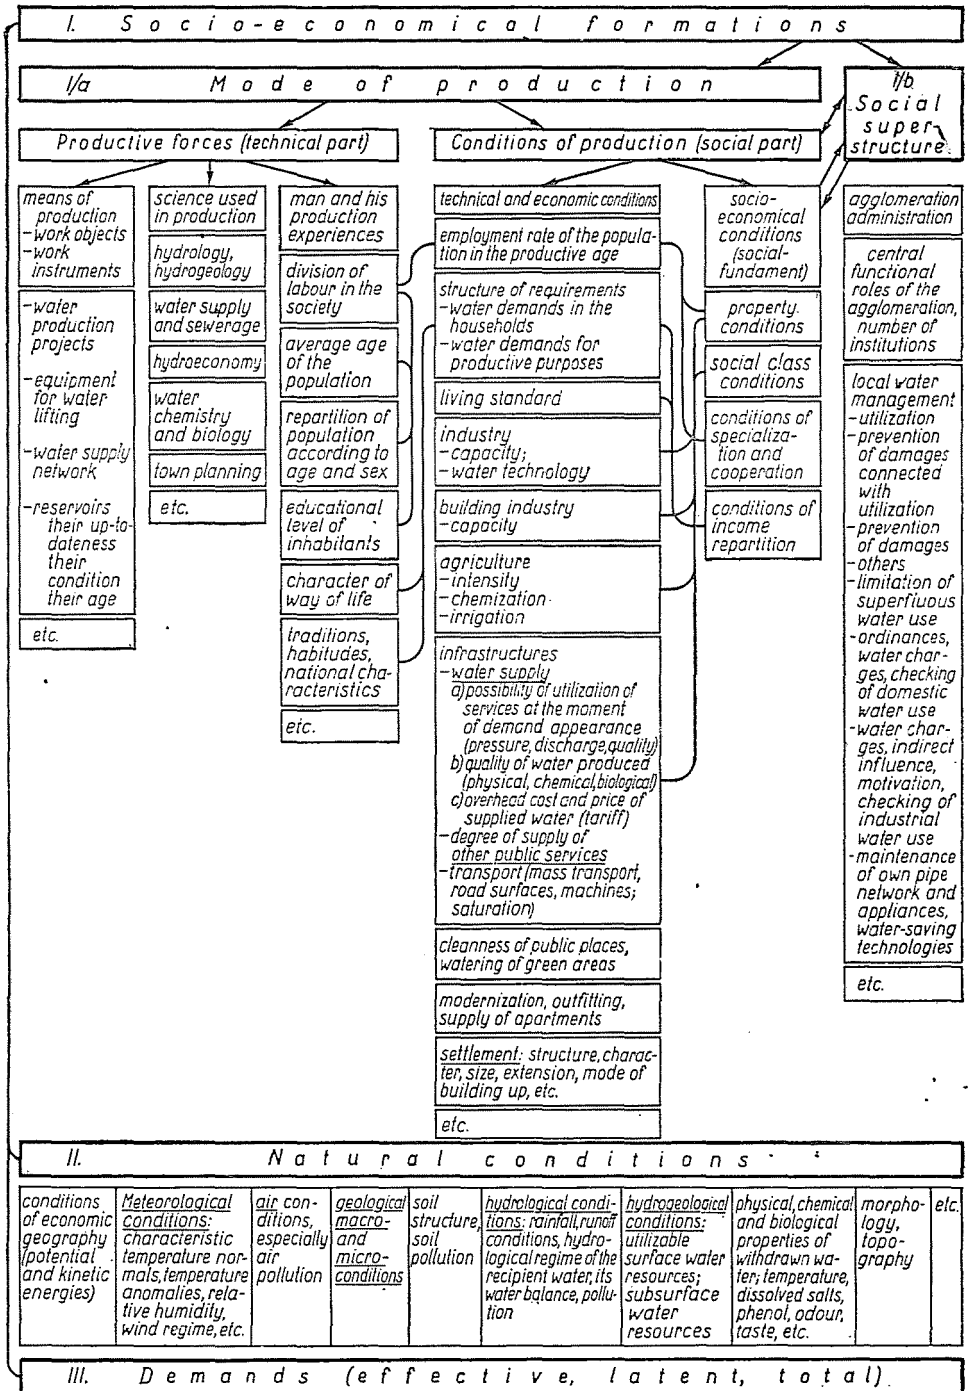 I. Socio-economical formations
I/a Mode of production
I/b.
Social
super-
structure
Productive forces (technical part)
Conditions of production (social part)
means of
production
-work objects
-work
instruments
-water
production
projects
-equipment
for water
lifting
-water supply
network
-reservoirs
their up-to-
dateness
their
condition
their age
etc.
science used
in production
hydrology,
hydrogeology
water supply
and sewerage
hydroeconomy
water
chemistry
and biology
town planning
etc.
man and his
production
experiences
division of
labour in the
society
average age
of the
population
repartition of
population
according to
age and sex
educational
level of
inhabitants
character of
way of life
traditions,
habitudes,
national cha-
racteristics
etc.
technical and economic conditions
employment rate of the popula-
tion in the productive age
structure of requirements
-water demands in the
households
-water demands for
productive purposes
living standard
industry
-capacity;
-water technology
building industry
-capacity
agriculture
-intensity
-chemization
-irrigation
infrastructures
-water supply
a) possibility of utilization of
services at the moment
of demand appearance
(pressure, discharge, quality)
b) quality of water produced
(physical, chemical, biological)
c) overhead cost and price of
supplied water (tariff)
-degree of supply of
other public services
-transport (mass transport,
road surfaces, machines;
saturation)
cleanness of public places,
watering of green areas
modernization, outfitting,
supply of apartments
settlement: structure, charac-
ter, size, extension, mode of
building up, etc.
etc.
socio-
economical
conditions
(social-
fundament)
property
conditions
social class
conditions
conditions of
specializa-
tion and
cooperation
conditions of
income
repartition
agglomeration
administration
central
functional
roles of the
agglomeration,
number of
institutions
local water
management
-utilization
-prevention
of damages
connected
with
utilization
-prevention
of damages
-others
-limitation of
superfluous
water use
-ordinances,
water char-
ges, checking
of domestic
water use
-water char-
ges, indirect
influence,
motivation,
checking of
industrial
water use
-maintenance
of own pipe
network and
appliances,
water-saving
technologies
etc.
II. Natural conditions
conditions
of economic
geography
(potential
and kinetic
energies)
Meteorological
conditions:
characteristic
temperature nor-
mals, temperature
anomalies, rela-
tive humidity,
wind regime, etc.
air con-
ditions,
especially
air
pollution
geological
macro-
and
micro-
conditions
soil
structure,
soil
pollution
hydrological condi-
tions: rainfall, runoff
conditions, hydro-
logical regime of the
recipient water, its
water balance, pollu-
tion
hydrogeological
conditions:
utilizable
surface water
resources;
subsurface
water
resources
physical, chemical
and biological
properties of
withdrawn wa-
ter; temperature,
dissolved salts,
phenol, odour,
taste, etc.
morpho-
logy,
topo-
graphy
etc.
III. Demands (effective, latent, total)